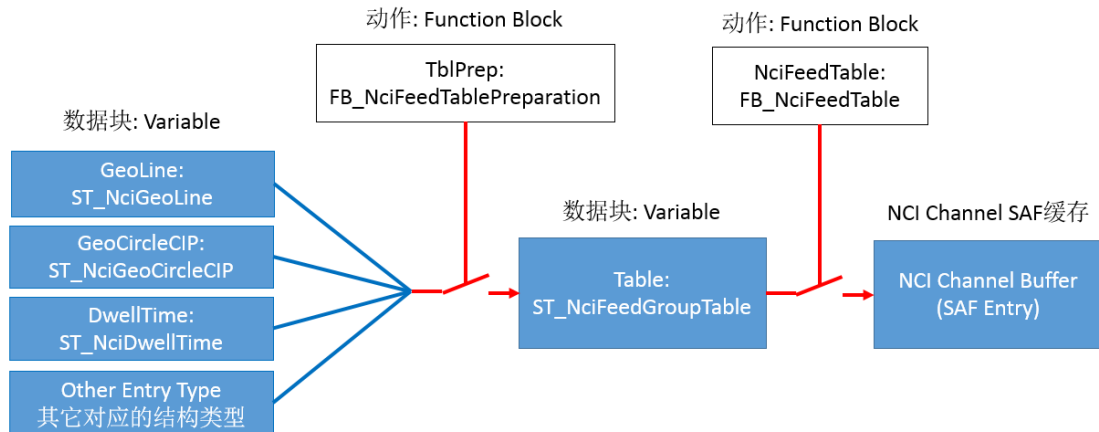 动作: Function Block
TblPrep:
FB_NciFeedTablePreparation
动作: Function Block
NciFeedTable:
FB_NciFeedTable
数据块: Variable
GeoLine:
ST_NciGeoLine
GeoCircleCIP:
ST_NciGeoCircleCIP
DwellTime:
ST_NciDwellTime
Other Entry Type
其它对应的结构类型
数据块: Variable
Table:
ST_NciFeedGroupTable
NCI Channel SAF缓存
NCI Channel Buffer
(SAF Entry)